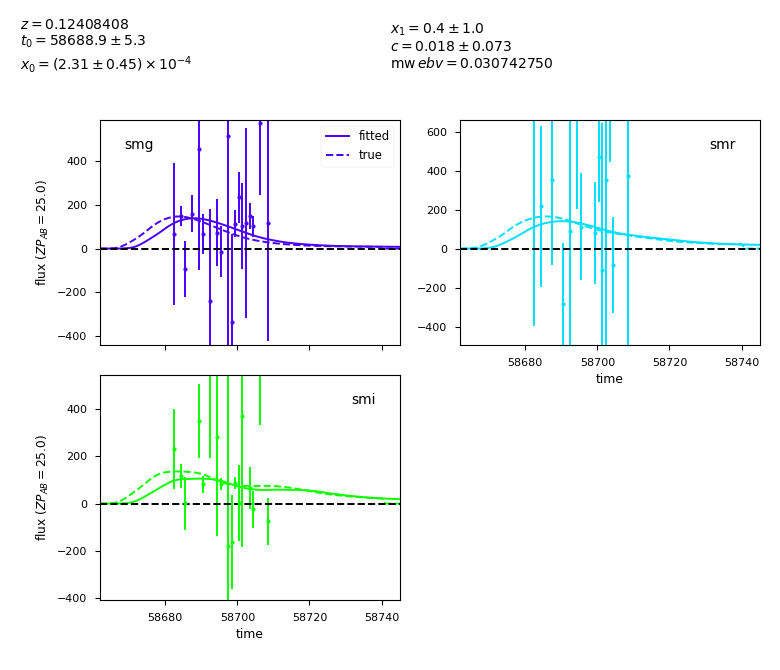 z = 0.12408408
t₀ = 58688.9 ± 5.3
x₀ = (2.31 ± 0.45) × 10⁻⁴
x₁ = 0.4 ± 1.0
c = 0.018 ± 0.073
mw ebv = 0.030742750
smg
fitted
true
400
200
0
−200
−400
flux (ZP_AB = 25.0)
smr
600
400
200
0
−200
−400
58680 58700 58720 58740
time
smi
400
200
0
−200
−400
flux (ZP_AB = 25.0)
58680 58700 58720 58740
time